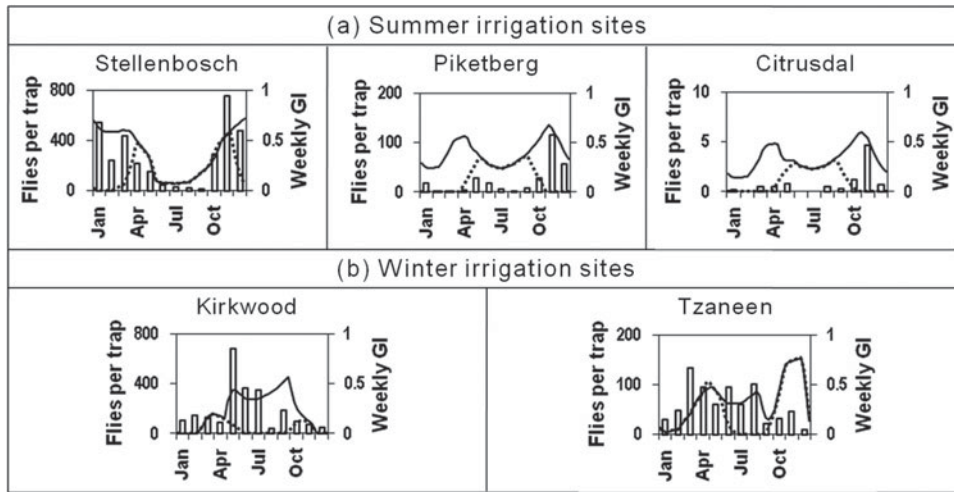 (a) Summer irrigation sites
Stellenbosch
Flies per trap
800
400
0
1
0.5
0
Weekly GI
Jan
Apr
Jul
Oct
Piketberg
Flies per trap
200
100
0
1
0.5
0
Weekly GI
Jan
Apr
Jul
Oct
Citrusdal
Flies per trap
10
5
0
1
0.5
0
Weekly GI
Jan
Apr
Jul
Oct
(b) Winter irrigation sites
Kirkwood
Flies per trap
800
400
0
1
0.5
0
Weekly GI
Jan
Apr
Jul
Oct
Tzaneen
Flies per trap
200
100
0
1
0.5
0
Weekly GI
Jan
Apr
Jul
Oct